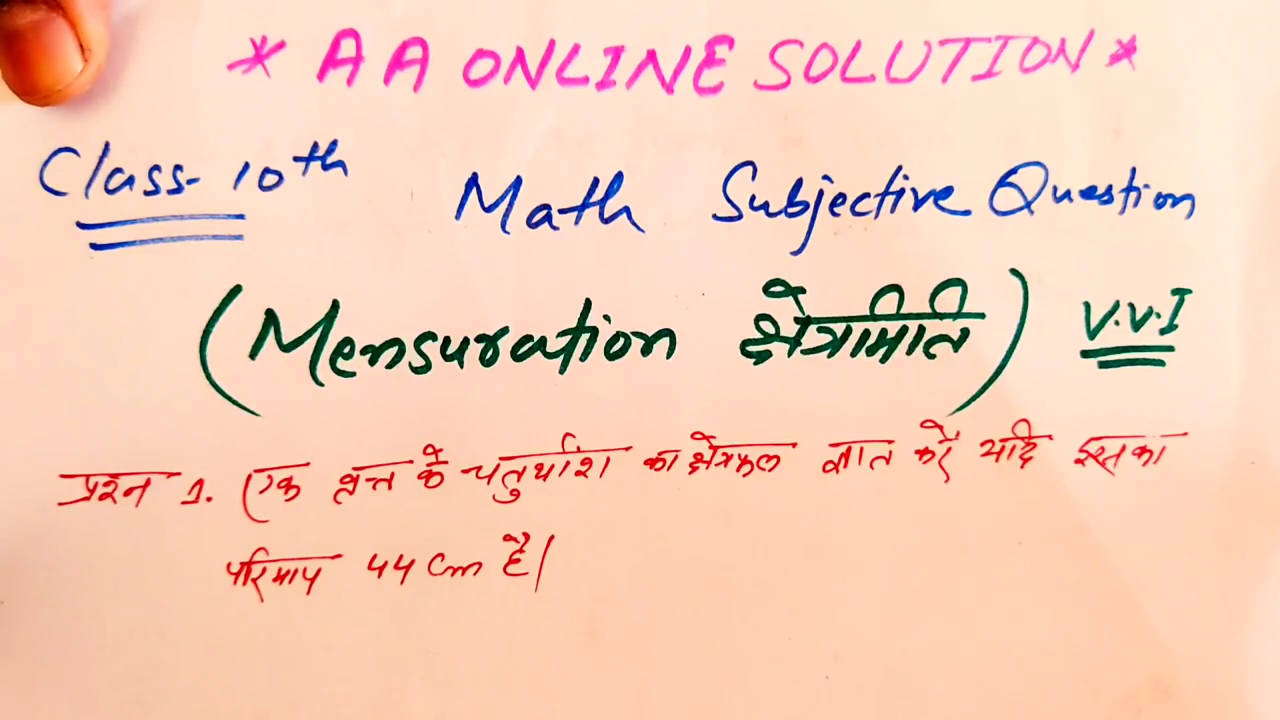 * AA ONLINE SOLUTION *
Class- 10th Math Subjective Question
(Mensuration क्षेत्रमिति) V.V.I
प्रश्न 1. एक वृत्त के चतुर्थांश का क्षेत्रफल ज्ञात करें यदि इसका
परिमाप 44 Cm है।